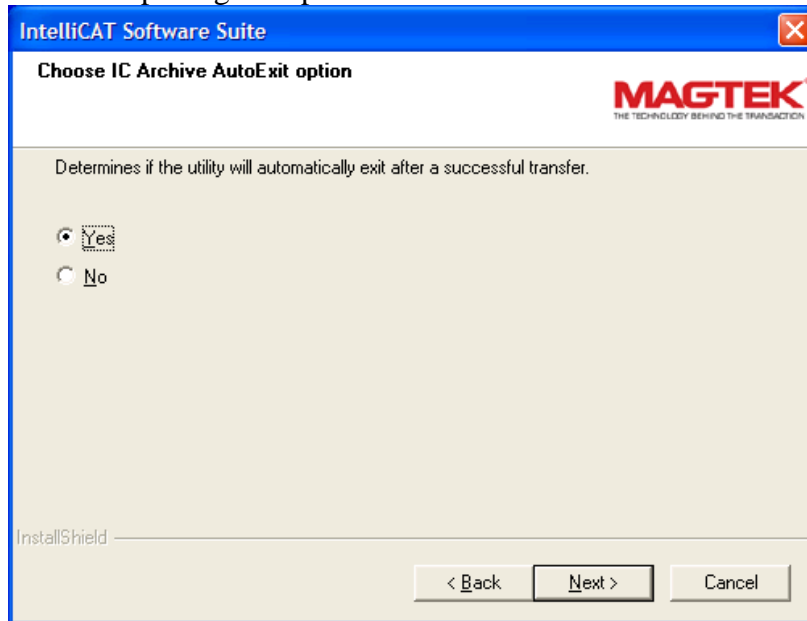 IntelliCAT Software Suite
Choose IC Archive AutoExit option
MAGTEK
THE TECHNOLOGY BEHIND THE TRANSACTION
Determines if the utility will automatically exit after a successful transfer.
Yes
No
InstallShield
< Back Next > Cancel